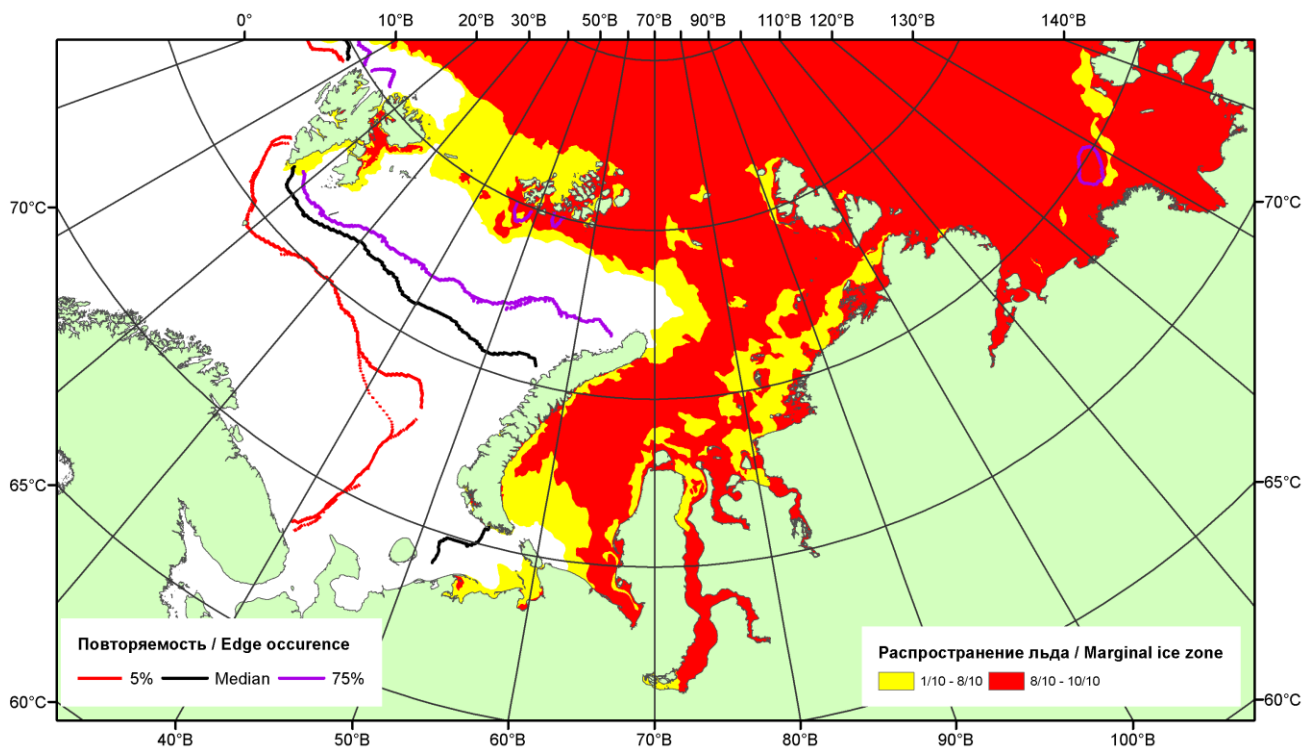 0° 10°В 20°В 30°В 50°В 70°В 90°В 110°В 120°В 130°В 140°В
70°С 70°С
65°С 65°С
Повторяемость / Edge occurence
5% Median 75%
Распространение льда / Marginal ice zone
1/10 - 8/10 8/10 - 10/10
60°С 60°С
40°В 50°В 60°В 70°В 80°В 90°В 100°В